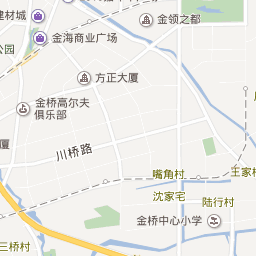 建材城
金领之都
公园
金海商业广场
方正大厦
金桥高尔夫
俱乐部
厦
川桥路
嘴角村
王家
沈家宅
陆行村
金桥中心小学
三桥村